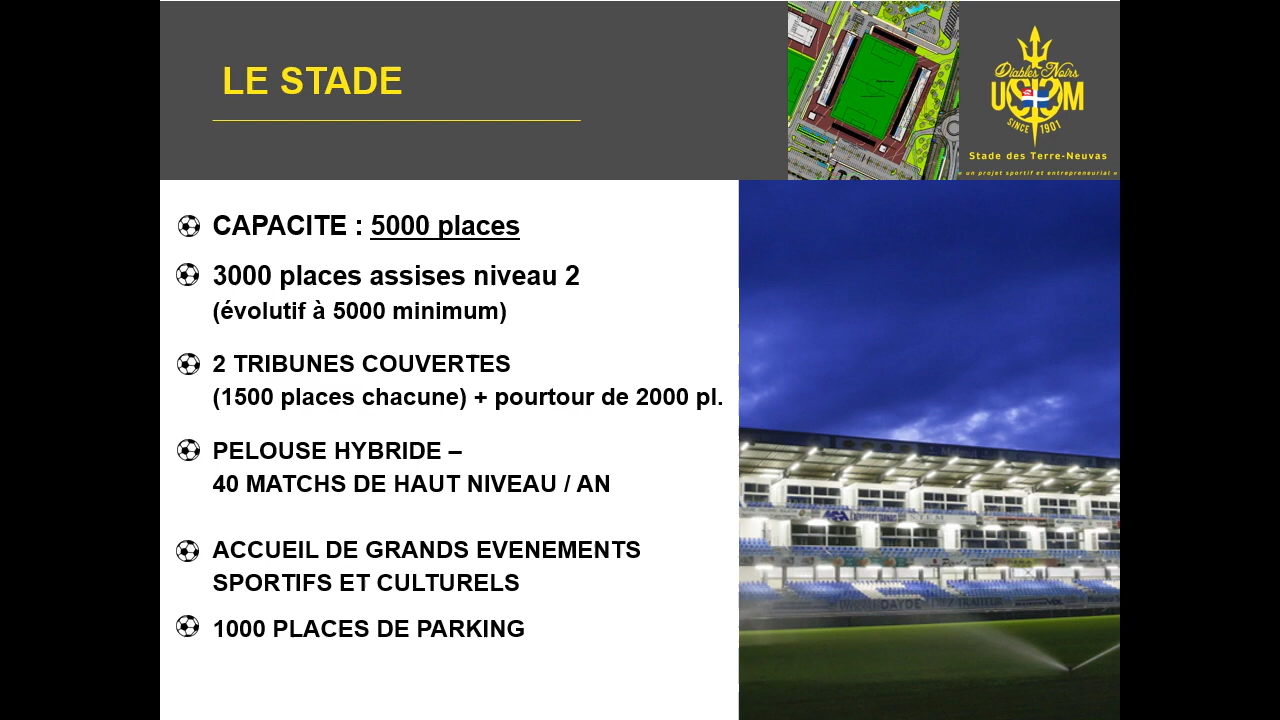 LE STADE
Diables Noirs
USM
SINCE 1901
Stade des Terre-Neuvas
« un projet sportif et entrepreneurial »
CAPACITE : 5000 places
3000 places assises niveau 2
(évolutif à 5000 minimum)
2 TRIBUNES COUVERTES
(1500 places chacune) + pourtour de 2000 pl.
PELOUSE HYBRIDE –
40 MATCHS DE HAUT NIVEAU / AN
ACCUEIL DE GRANDS EVENEMENTS
SPORTIFS ET CULTURELS
1000 PLACES DE PARKING
DAYDE
TRAITEUR